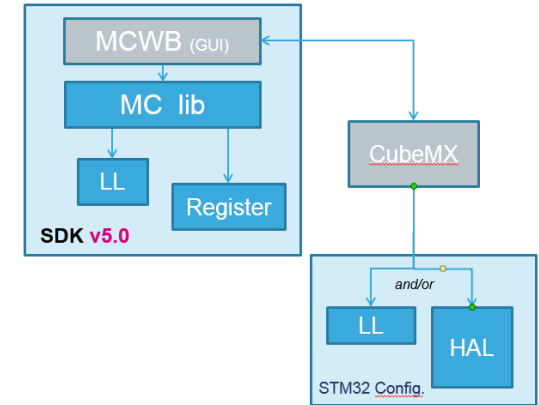 MCWB (GUI)
MC lib
LL
Register
SDK v5.0
CubeMX
and/or
LL
HAL
STM32 Config.